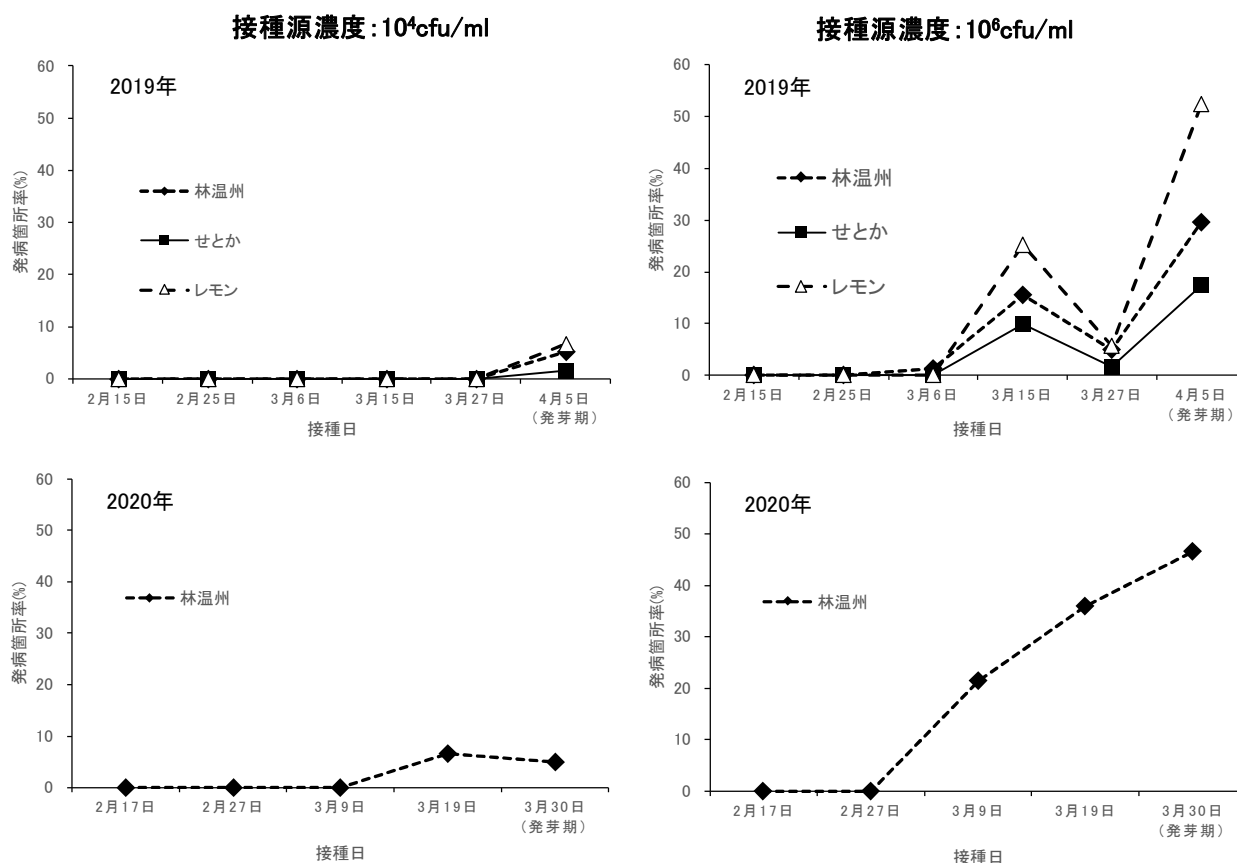 接種源濃度：10⁴cfu/ml
60
50
40
30
20
10
0
発病箇所率(%)
2019年
林温州
せとか
レモン
2月15日
2月25日
3月6日
3月15日
3月27日
4月5日
(発芽期)
接種日
接種源濃度：10⁶cfu/ml
60
50
40
30
20
10
0
発病箇所率(%)
2019年
林温州
せとか
レモン
2月15日
2月25日
3月6日
3月15日
3月27日
4月5日
(発芽期)
接種日
60
50
40
30
20
10
0
発病箇所率(%)
2020年
林温州
2月17日
2月27日
3月9日
3月19日
3月30日
(発芽期)
接種日
60
50
40
30
20
10
0
発病箇所率(%)
2020年
林温州
2月17日
2月27日
3月9日
3月19日
3月30日
(発芽期)
接種日